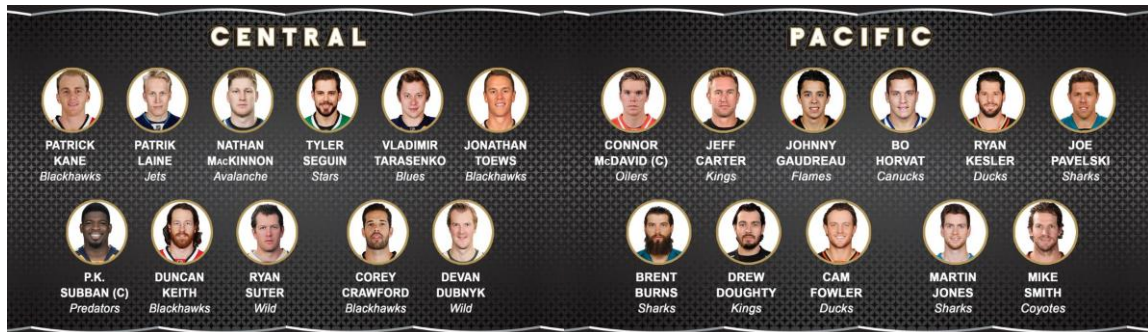 CENTRAL
PATRICK KANE Blackhawks
PATRIK LAINE Jets
NATHAN MACKINNON Avalanche
TYLER SEGUIN Stars
VLADIMIR TARASENKO Blues
JONATHAN TOEWS Blackhawks
P.K. SUBBAN (C) Predators
DUNCAN KEITH Blackhawks
RYAN SUTER Wild
COREY CRAWFORD Blackhawks
DEVAN DUBNYK Wild
PACIFIC
CONNOR McDAVID (C) Oilers
JEFF CARTER Kings
JOHNNY GAUDREAU Flames
BO HORVAT Canucks
RYAN KESLER Ducks
JOE PAVELSKI Sharks
BRENT BURNS Sharks
DREW DOUGHTY Kings
CAM FOWLER Ducks
MARTIN JONES Sharks
MIKE SMITH Coyotes